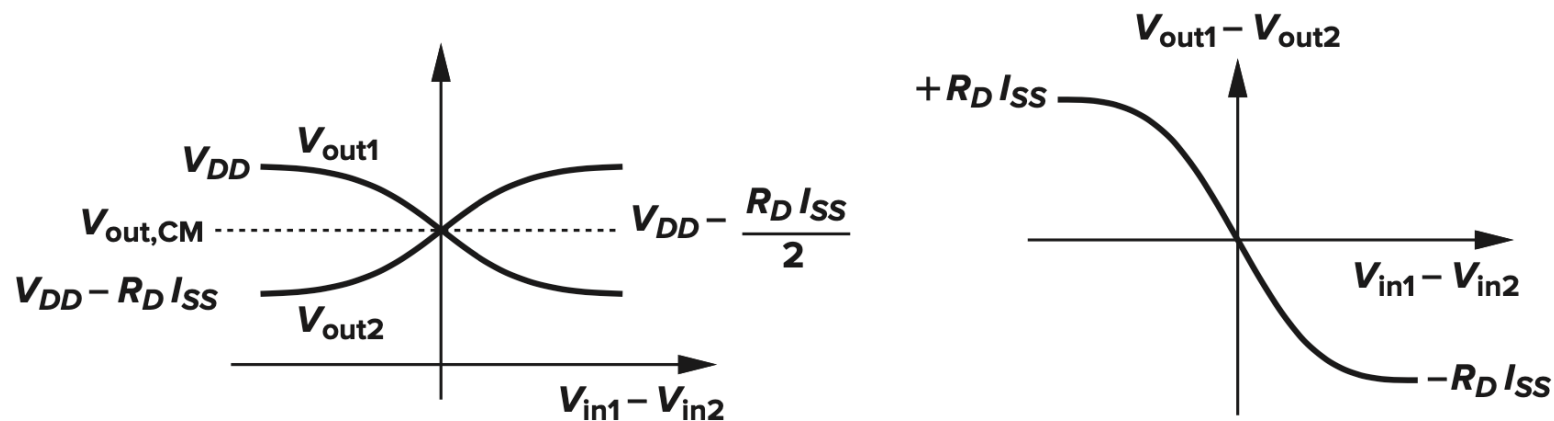 V_DD
V_out1
V_out,CM
V_DD − R_D I_SS
V_out2
V_DD − R_D I_SS / 2
V_in1 − V_in2
V_out1 − V_out2
+R_D I_SS
V_in1 − V_in2
−R_D I_SS